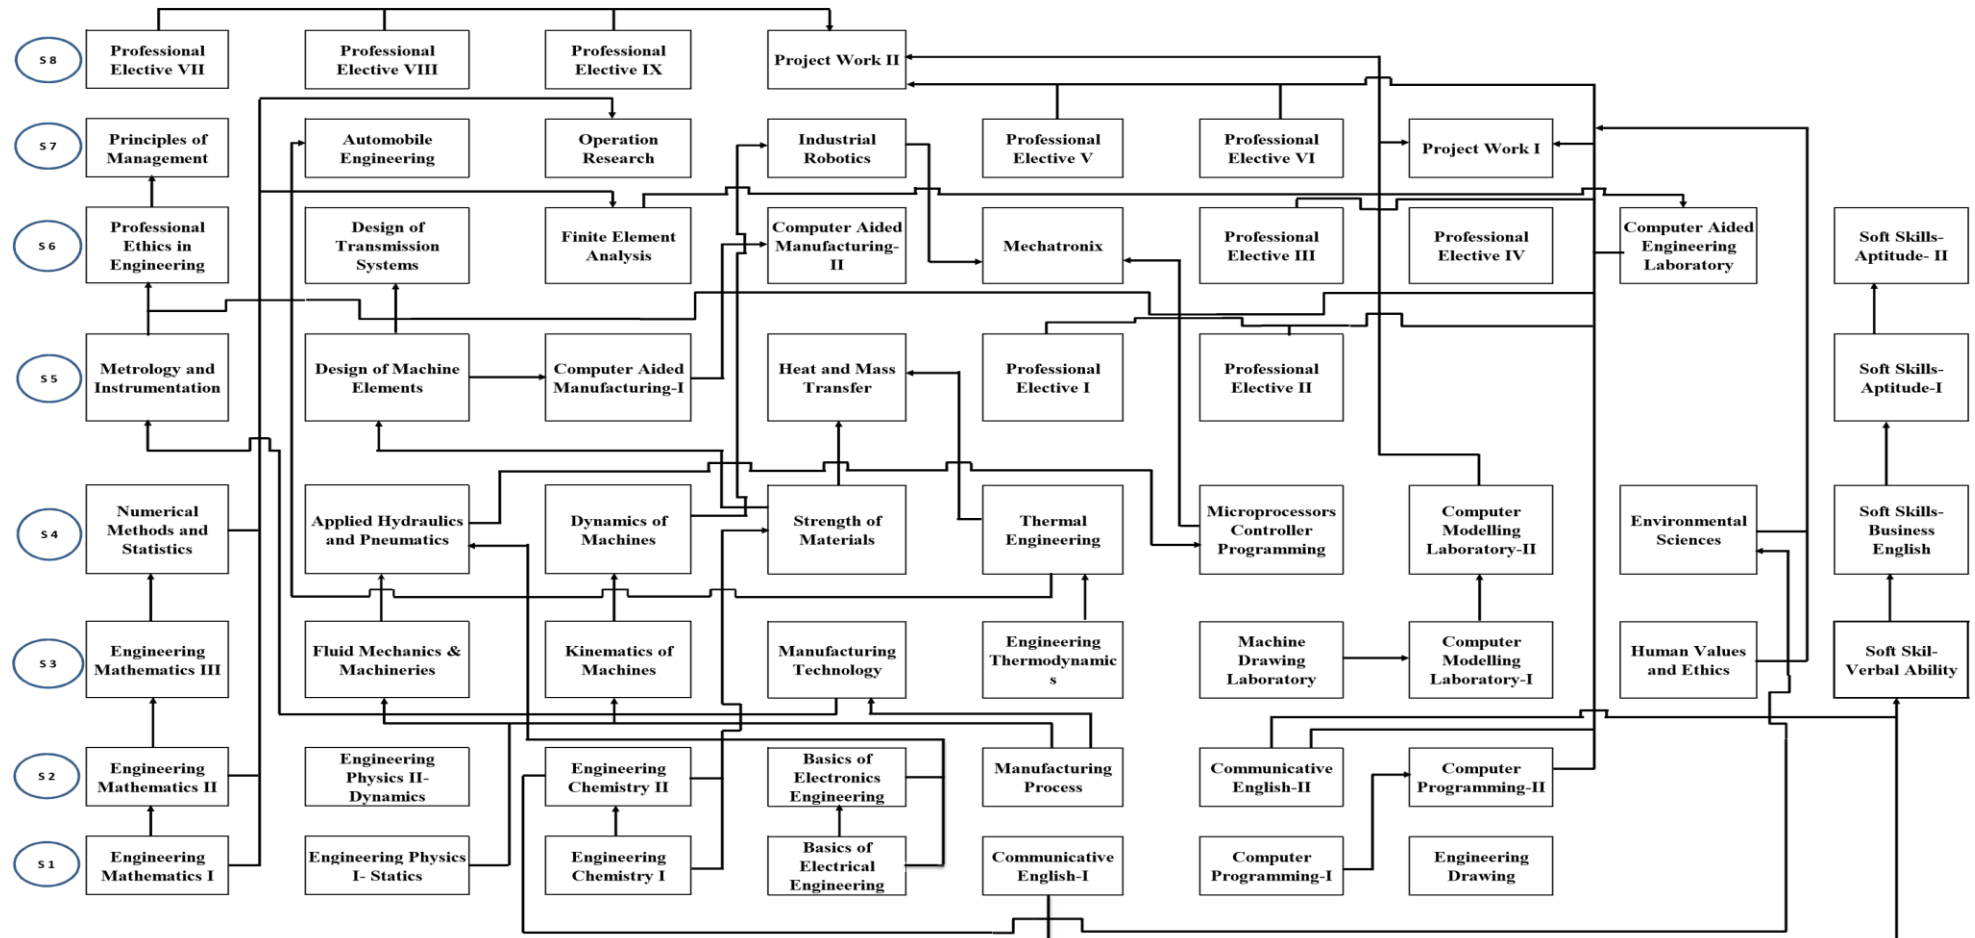 S 8
Professional
Elective VII
Professional
Elective VIII
Professional
Elective IX
Project Work II
S 7
Principles of
Management
Automobile
Engineering
Operation
Research
Industrial
Robotics
Professional
Elective V
Professional
Elective VI
Project Work I
S 6
Professional
Ethics in
Engineering
Design of
Transmission
Systems
Finite Element
Analysis
Computer Aided
Manufacturing-
II
Mechatronix
Professional
Elective III
Professional
Elective IV
Computer Aided
Engineering
Laboratory
Soft Skills-
Aptitude- II
S 5
Metrology and
Instrumentation
Design of Machine
Elements
Computer Aided
Manufacturing-I
Heat and Mass
Transfer
Professional
Elective I
Professional
Elective II
Soft Skills-
Aptitude-I
S 4
Numerical
Methods and
Statistics
Applied Hydraulics
and Pneumatics
Dynamics of
Machines
Strength of
Materials
Thermal
Engineering
Microprocessors
Controller
Programming
Computer
Modelling
Laboratory-II
Environmental
Sciences
Soft Skills-
Business
English
S 3
Engineering
Mathematics III
Fluid Mechanics &
Machineries
Kinematics of
Machines
Manufacturing
Technology
Engineering
Thermodynamic
s
Machine
Drawing
Laboratory
Computer
Modelling
Laboratory-I
Human Values
and Ethics
Soft Skil-
Verbal Ability
S 2
Engineering
Mathematics II
Engineering
Physics II-
Dynamics
Engineering
Chemistry II
Basics of
Electronics
Engineering
Manufacturing
Process
Communicative
English-II
Computer
Programming-II
S 1
Engineering
Mathematics I
Engineering Physics
I- Statics
Engineering
Chemistry I
Basics of
Electrical
Engineering
Communicative
English-I
Computer
Programming-I
Engineering
Drawing